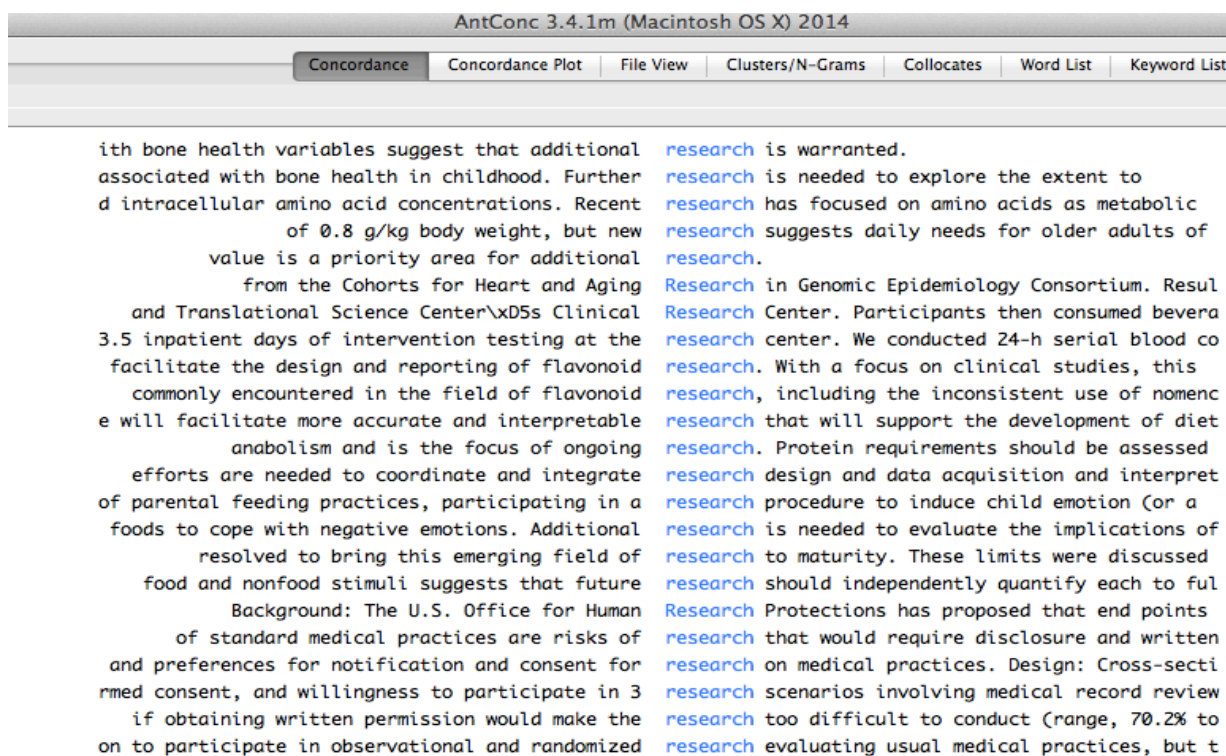 AntConc 3.4.1m (Macintosh OS X) 2014
Concordance Concordance Plot File View Clusters/N-Grams Collocates Word List Keyword List
ith bone health variables suggest that additional research is warranted.
associated with bone health in childhood. Further research is needed to explore the extent to
d intracellular amino acid concentrations. Recent research has focused on amino acids as metabolic
of 0.8 g/kg body weight, but new research suggests daily needs for older adults of
value is a priority area for additional research.
from the Cohorts for Heart and Aging Research in Genomic Epidemiology Consortium. Resul
and Translational Science Center\xD5s Clinical Research Center. Participants then consumed bevera
3.5 inpatient days of intervention testing at the research center. We conducted 24-h serial blood co
facilitate the design and reporting of flavonoid research. With a focus on clinical studies, this
commonly encountered in the field of flavonoid research, including the inconsistent use of nomenc
e will facilitate more accurate and interpretable research that will support the development of diet
anabolism and is the focus of ongoing research. Protein requirements should be assessed
efforts are needed to coordinate and integrate research design and data acquisition and interpret
of parental feeding practices, participating in a research procedure to induce child emotion (or a
foods to cope with negative emotions. Additional research is needed to evaluate the implications of
resolved to bring this emerging field of research to maturity. These limits were discussed
food and nonfood stimuli suggests that future research should independently quantify each to ful
Background: The U.S. Office for Human Research Protections has proposed that end points
of standard medical practices are risks of research that would require disclosure and written
and preferences for notification and consent for research on medical practices. Design: Cross-secti
rmed consent, and willingness to participate in 3 research scenarios involving medical record review
if obtaining written permission would make the research too difficult to conduct (range, 70.2% to
on to participate in observational and randomized research evaluating usual medical practices, but t